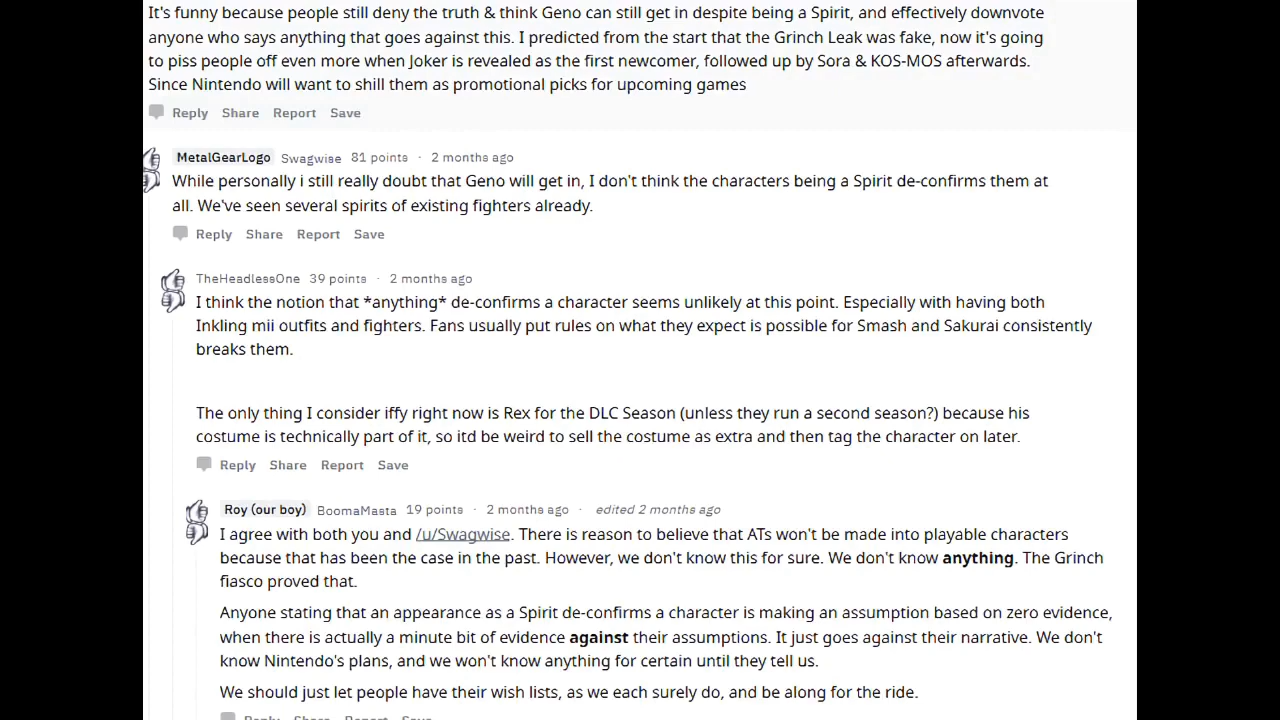 It's funny because people still deny the truth & think Geno can still get in despite being a Spirit, and effectively downvote
anyone who says anything that goes against this. I predicted from the start that the Grinch Leak was fake, now it's going
to piss people off even more when Joker is revealed as the first newcomer, followed up by Sora & KOS-MOS afterwards.
Since Nintendo will want to shill them as promotional picks for upcoming games
Reply Share Report Save
MetalGearLogo Swagwise 81 points · 2 months ago
While personally i still really doubt that Geno will get in, I don't think the characters being a Spirit de-confirms them at
all. We've seen several spirits of existing fighters already.
Reply Share Report Save
TheHeadlessOne 39 points · 2 months ago
I think the notion that *anything* de-confirms a character seems unlikely at this point. Especially with having both
Inkling mii outfits and fighters. Fans usually put rules on what they expect is possible for Smash and Sakurai consistently
breaks them.
The only thing I consider iffy right now is Rex for the DLC Season (unless they run a second season?) because his
costume is technically part of it, so itd be weird to sell the costume as extra and then tag the character on later.
Reply Share Report Save
Roy (our boy) BoomaMasta 19 points · 2 months ago · edited 2 months ago
I agree with both you and /u/Swagwise. There is reason to believe that ATs won't be made into playable characters
because that has been the case in the past. However, we don't know this for sure. We don't know anything. The Grinch
fiasco proved that.
Anyone stating that an appearance as a Spirit de-confirms a character is making an assumption based on zero evidence,
when there is actually a minute bit of evidence against their assumptions. It just goes against their narrative. We don't
know Nintendo's plans, and we won't know anything for certain until they tell us.
We should just let people have their wish lists, as we each surely do, and be along for the ride.
Reply Share Report Save